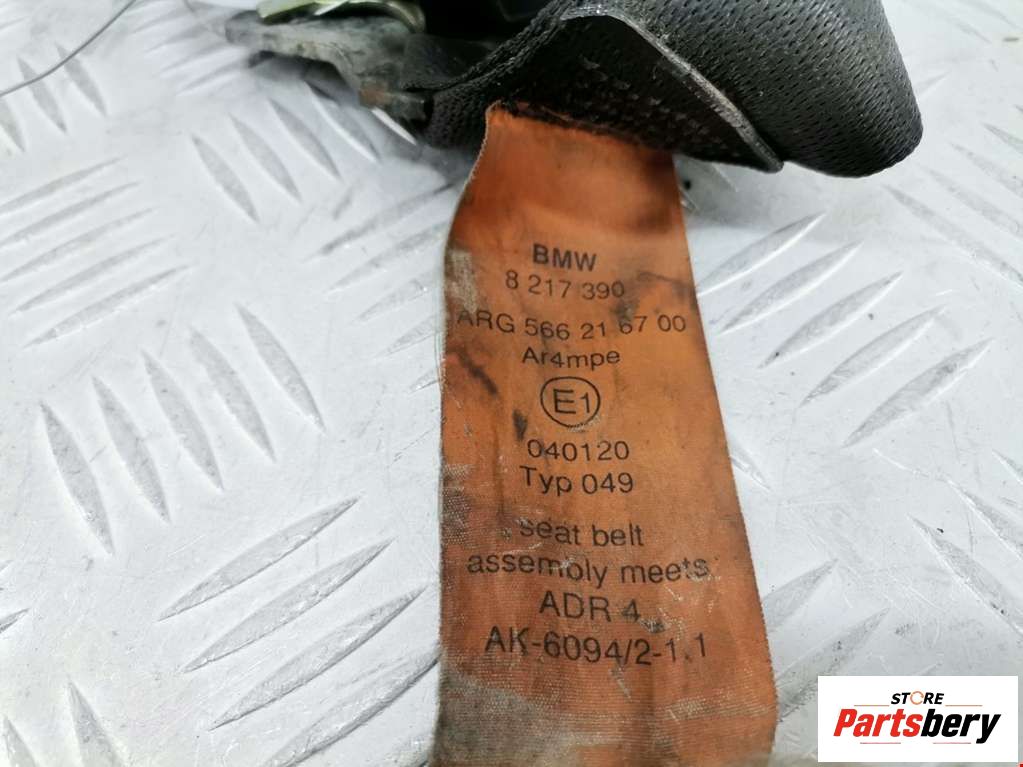 BMW
8 217 390
ARG 566 21 67 00
Ar4mpe
E1
040120
Typ 049
seat belt
assembly meets
ADR 4
AK-6094/2-1.1
STORE
Partsbery